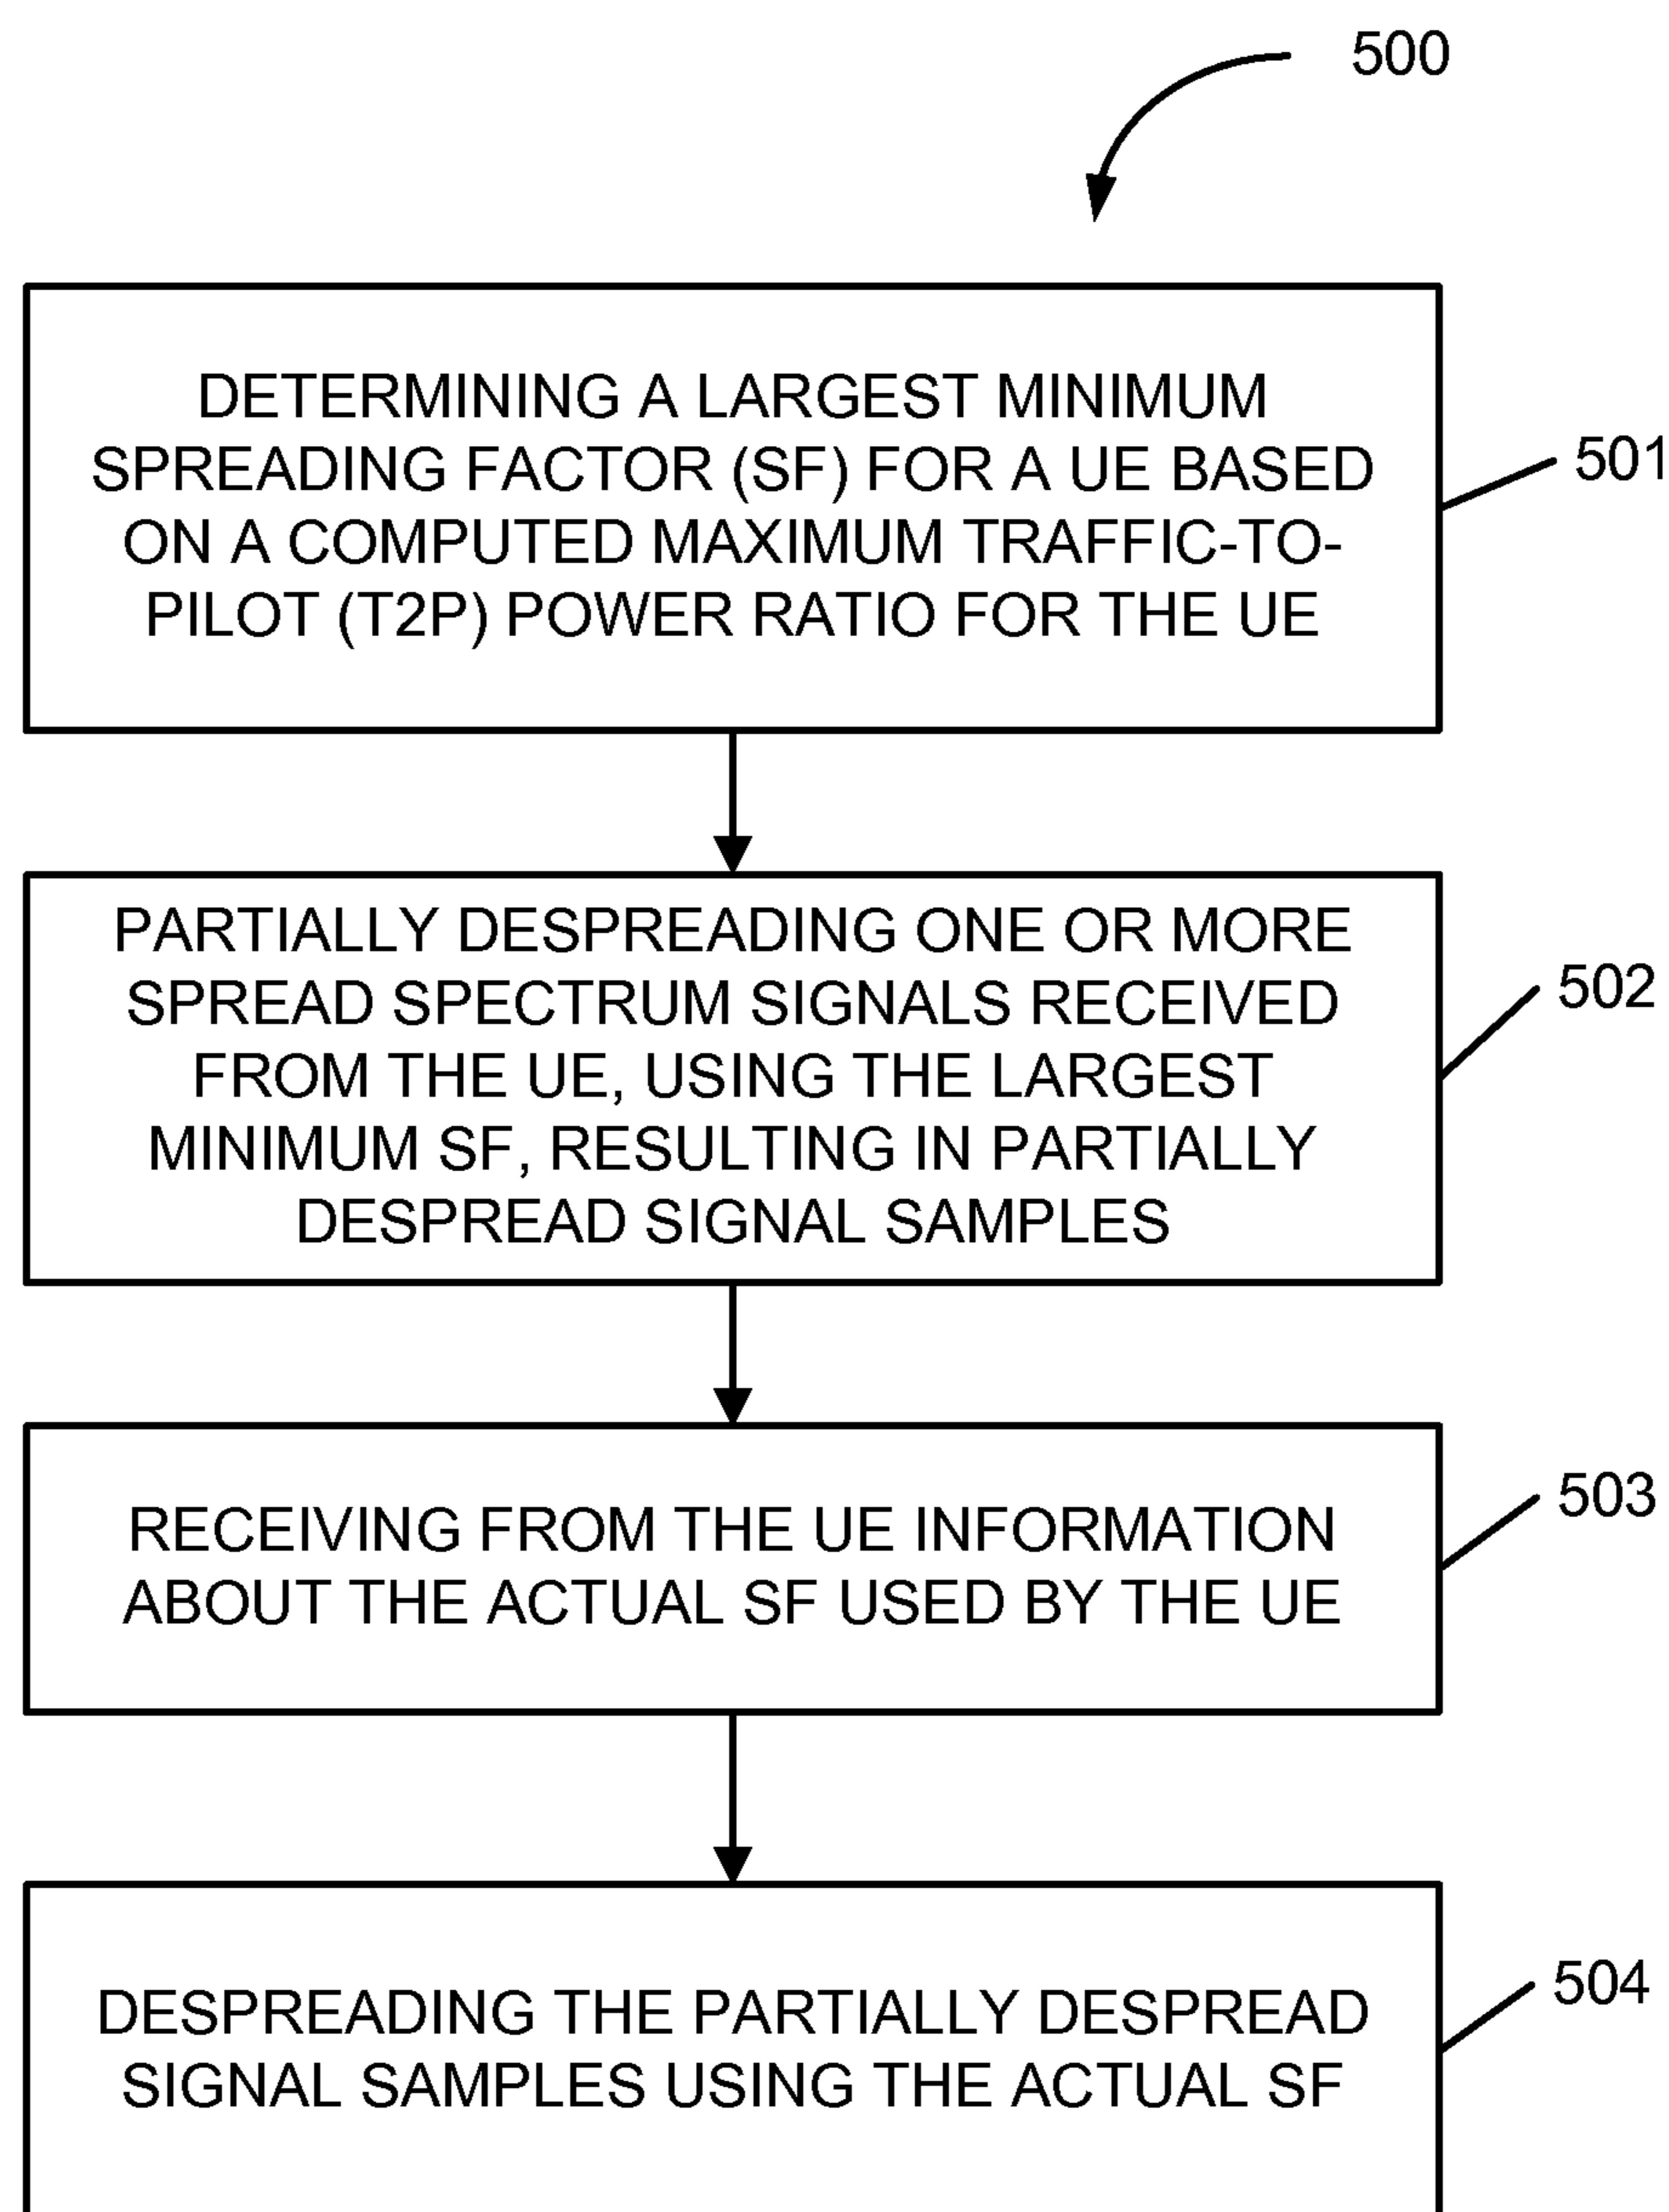 500
DETERMINING A LARGEST MINIMUM
SPREADING FACTOR (SF) FOR A UE BASED
ON A COMPUTED MAXIMUM TRAFFIC-TO-
PILOT (T2P) POWER RATIO FOR THE UE
501
PARTIALLY DESPREADING ONE OR MORE
SPREAD SPECTRUM SIGNALS RECEIVED
FROM THE UE, USING THE LARGEST
MINIMUM SF, RESULTING IN PARTIALLY
DESPREAD SIGNAL SAMPLES
502
RECEIVING FROM THE UE INFORMATION
ABOUT THE ACTUAL SF USED BY THE UE
503
DESPREADING THE PARTIALLY DESPREAD
SIGNAL SAMPLES USING THE ACTUAL SF
504